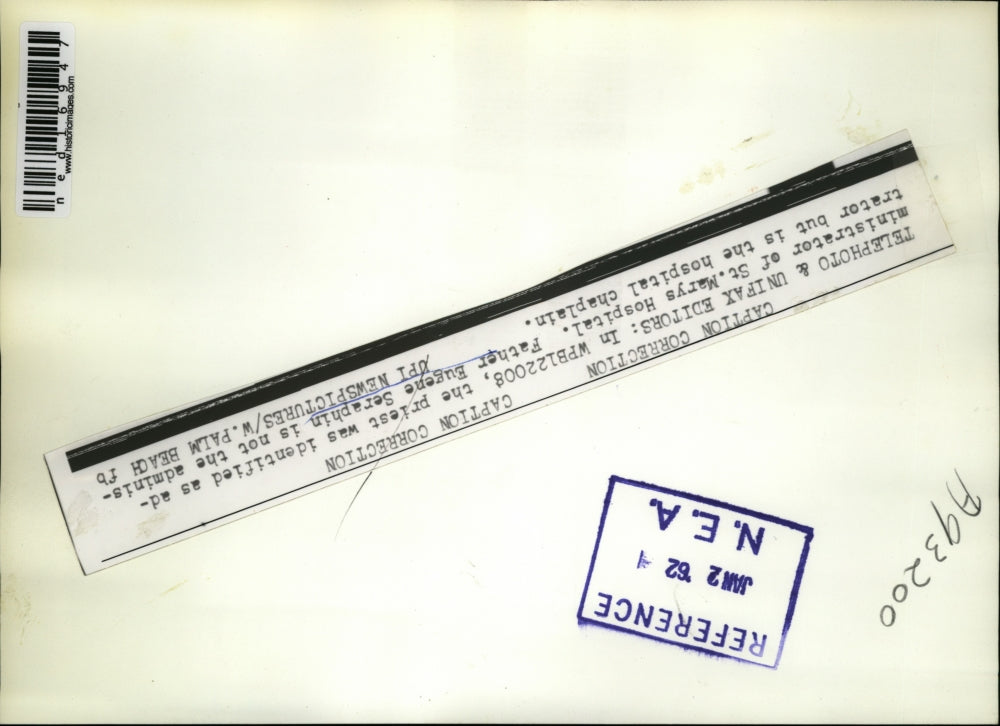 CAPTION CORRECTION          CAPTION CORRECTION
TELEPHOTO & UNIFAX EDITORS: In WPB122008, the priest was identified as ad-
ministrator of St.Marys Hospital.  Father Eugene Seraphin is not the adminis-
trator but is the hospital chaplain.
UPI NEWSPICTURES/W.PALM BEACH fb
REFERENCE
JAN 2 '62
N.E.A.
A93200
ned16947
www.historicimages.com